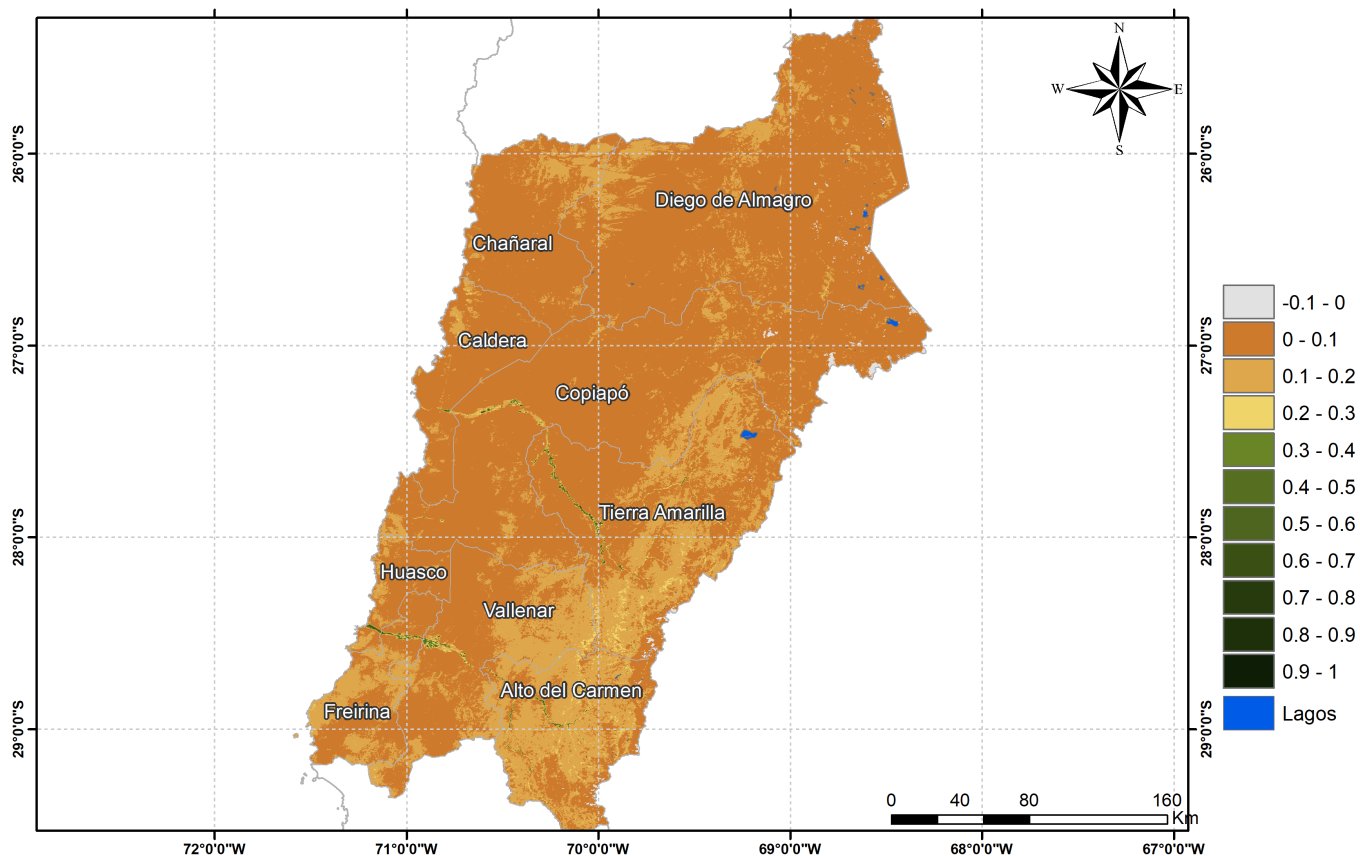 N
W
E
S
26°0'0"S
26°0'0"S
Diego de Almagro
Chañaral
-0.1 - 0
0 - 0.1
27°0'0"S
Caldera
27°0'0"S
0.1 - 0.2
Copiapó
0.2 - 0.3
0.3 - 0.4
0.4 - 0.5
Tierra Amarilla
0.5 - 0.6
28°0'0"S
28°0'0"S
0.6 - 0.7
Huasco
0.7 - 0.8
Vallenar
0.8 - 0.9
0.9 - 1
Alto del Carmen
Freirina
Lagos
29°0'0"S
29°0'0"S
0 40 80 160
Km
72°0'0"W 71°0'0"W 70°0'0"W 69°0'0"W 68°0'0"W 67°0'0"W